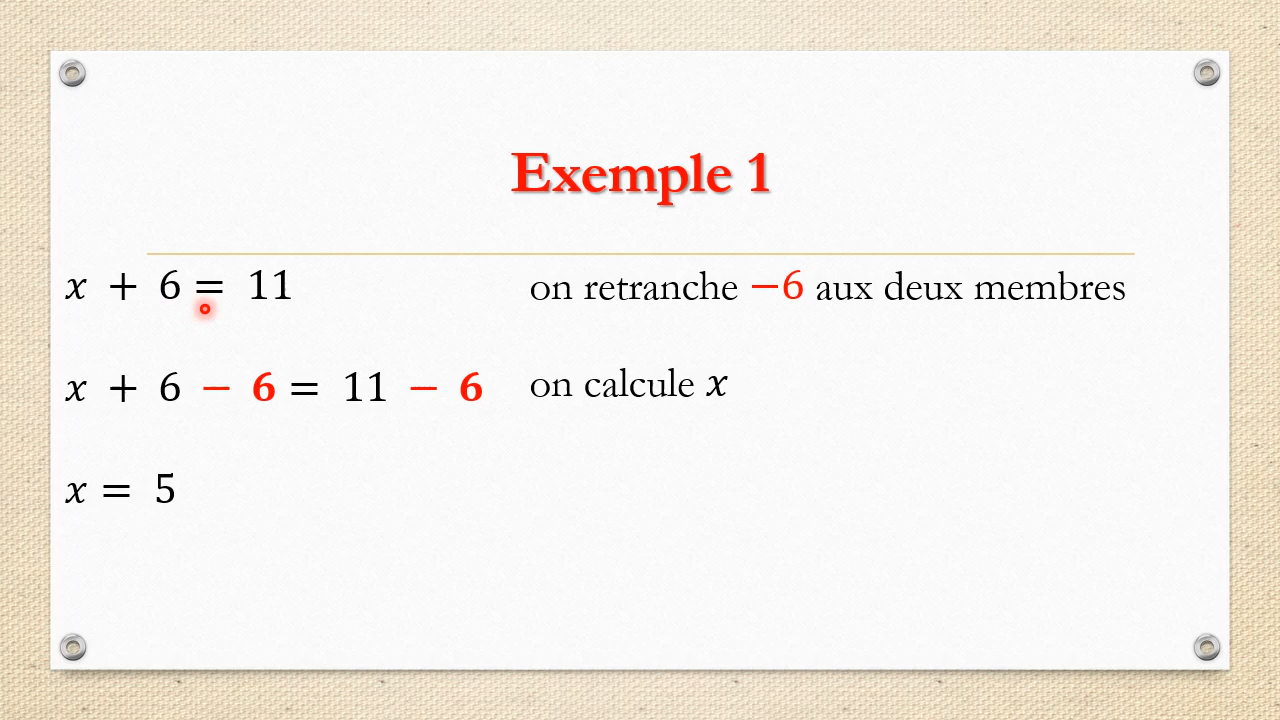 Exemple 1
x + 6 = 11 on retranche −6 aux deux membres
x + 6 − 6 = 11 − 6 on calcule x
x = 5